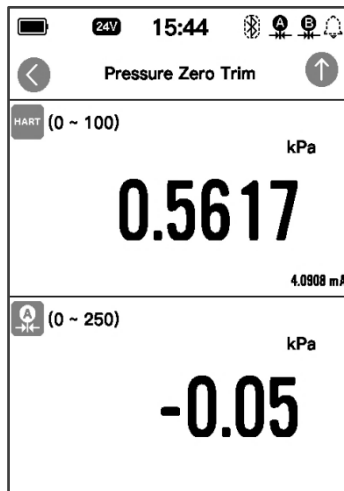 24V 15:44 A B
Pressure Zero Trim
HART (0 ~ 100)
kPa
0.5617
4.0908 mA
A (0 ~ 250)
kPa
-0.05